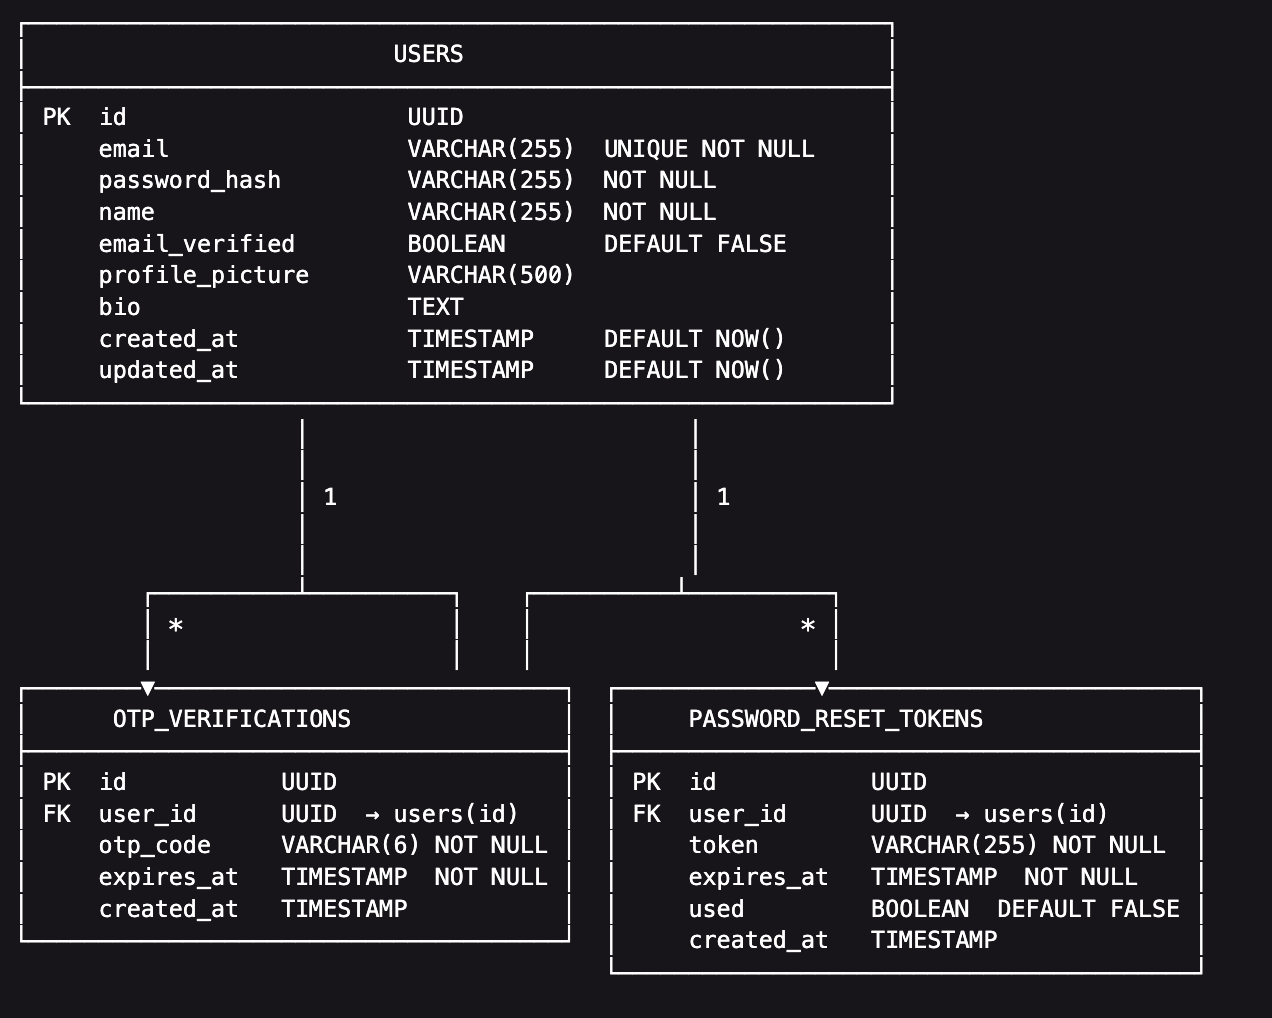 USERS
PK id UUID
email VARCHAR(255) UNIQUE NOT NULL
password_hash VARCHAR(255) NOT NULL
name VARCHAR(255) NOT NULL
email_verified BOOLEAN DEFAULT FALSE
profile_picture VARCHAR(500)
bio TEXT
created_at TIMESTAMP DEFAULT NOW()
updated_at TIMESTAMP DEFAULT NOW()
1
1
*
*
OTP_VERIFICATIONS
PK id UUID
FK user_id UUID → users(id)
otp_code VARCHAR(6) NOT NULL
expires_at TIMESTAMP NOT NULL
created_at TIMESTAMP
PASSWORD_RESET_TOKENS
PK id UUID
FK user_id UUID → users(id)
token VARCHAR(255) NOT NULL
expires_at TIMESTAMP NOT NULL
used BOOLEAN DEFAULT FALSE
created_at TIMESTAMP